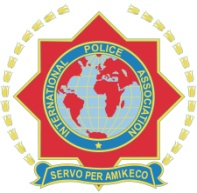 INTERNATIONAL POLICE ASSOCIATION
SERVO PER AMIKECO